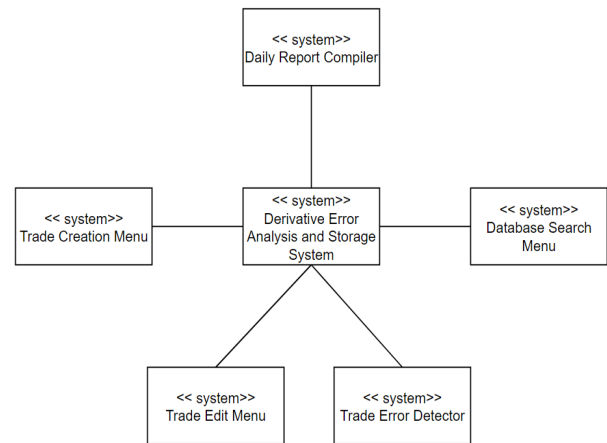 << system>>
Daily Report Compiler
<< system>>
Trade Creation Menu
<< system>>
Derivative Error
Analysis and Storage
System
<< system>>
Database Search
Menu
<< system>>
Trade Edit Menu
<< system>>
Trade Error Detector